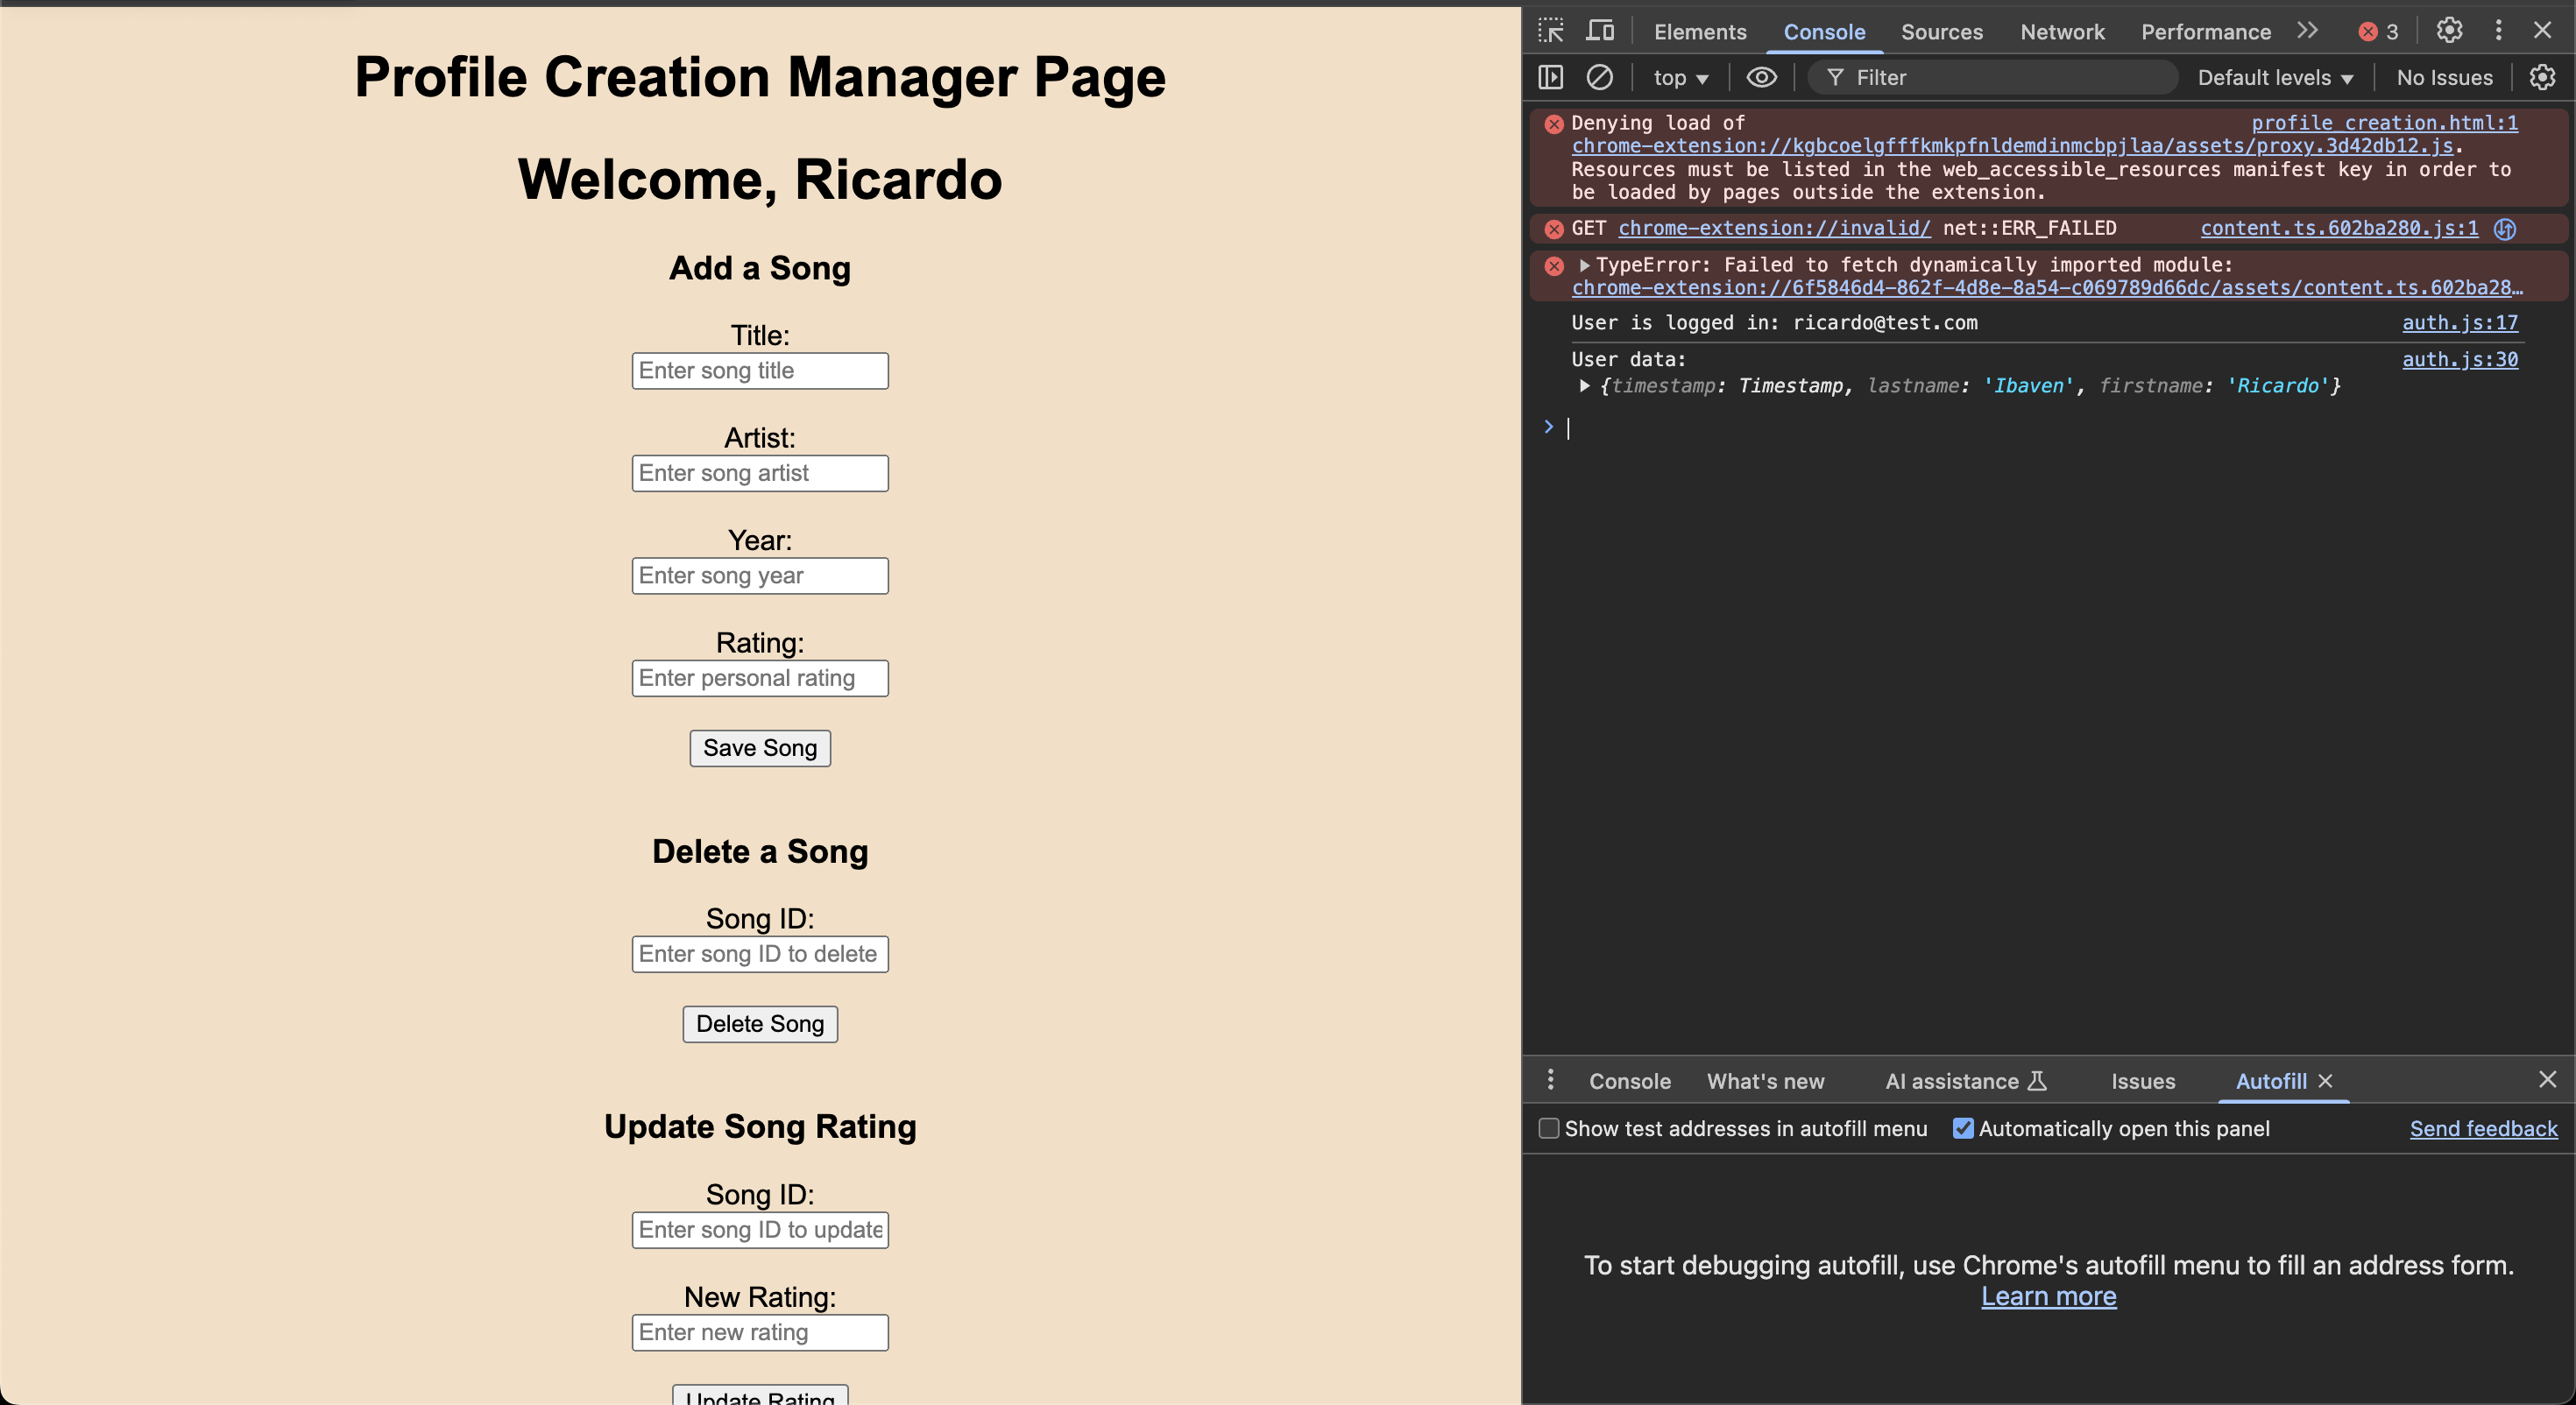 Profile Creation Manager Page
Welcome, Ricardo
Add a Song
Title:
Enter song title
Artist:
Enter song artist
Year:
Enter song year
Rating:
Enter personal rating
Save Song
Delete a Song
Song ID:
Enter song ID to delete
Delete Song
Update Song Rating
Song ID:
Enter song ID to update
New Rating:
Enter new rating
Update Rating
Elements Console Sources Network Performance 3
top Filter Default levels No Issues
Denying load of profile_creation.html:1
chrome-extension://kgbcoelgfffkmkpfnldemdinmcbpjlaa/assets/proxy.3d42db12.js.
Resources must be listed in the web_accessible_resources manifest key in order to
be loaded by pages outside the extension.
GET chrome-extension://invalid/ net::ERR_FAILED content.ts.602ba280.js:1
TypeError: Failed to fetch dynamically imported module:
chrome-extension://6f5846d4-862f-4d8e-8a54-c069789d66dc/assets/content.ts.602ba28…
User is logged in: ricardo@test.com auth.js:17
User data: auth.js:30
{timestamp: Timestamp, lastname: 'Ibaven', firstname: 'Ricardo'}
Console What's new AI assistance Issues Autofill
Show test addresses in autofill menu Automatically open this panel Send feedback
To start debugging autofill, use Chrome's autofill menu to fill an address form.
Learn more